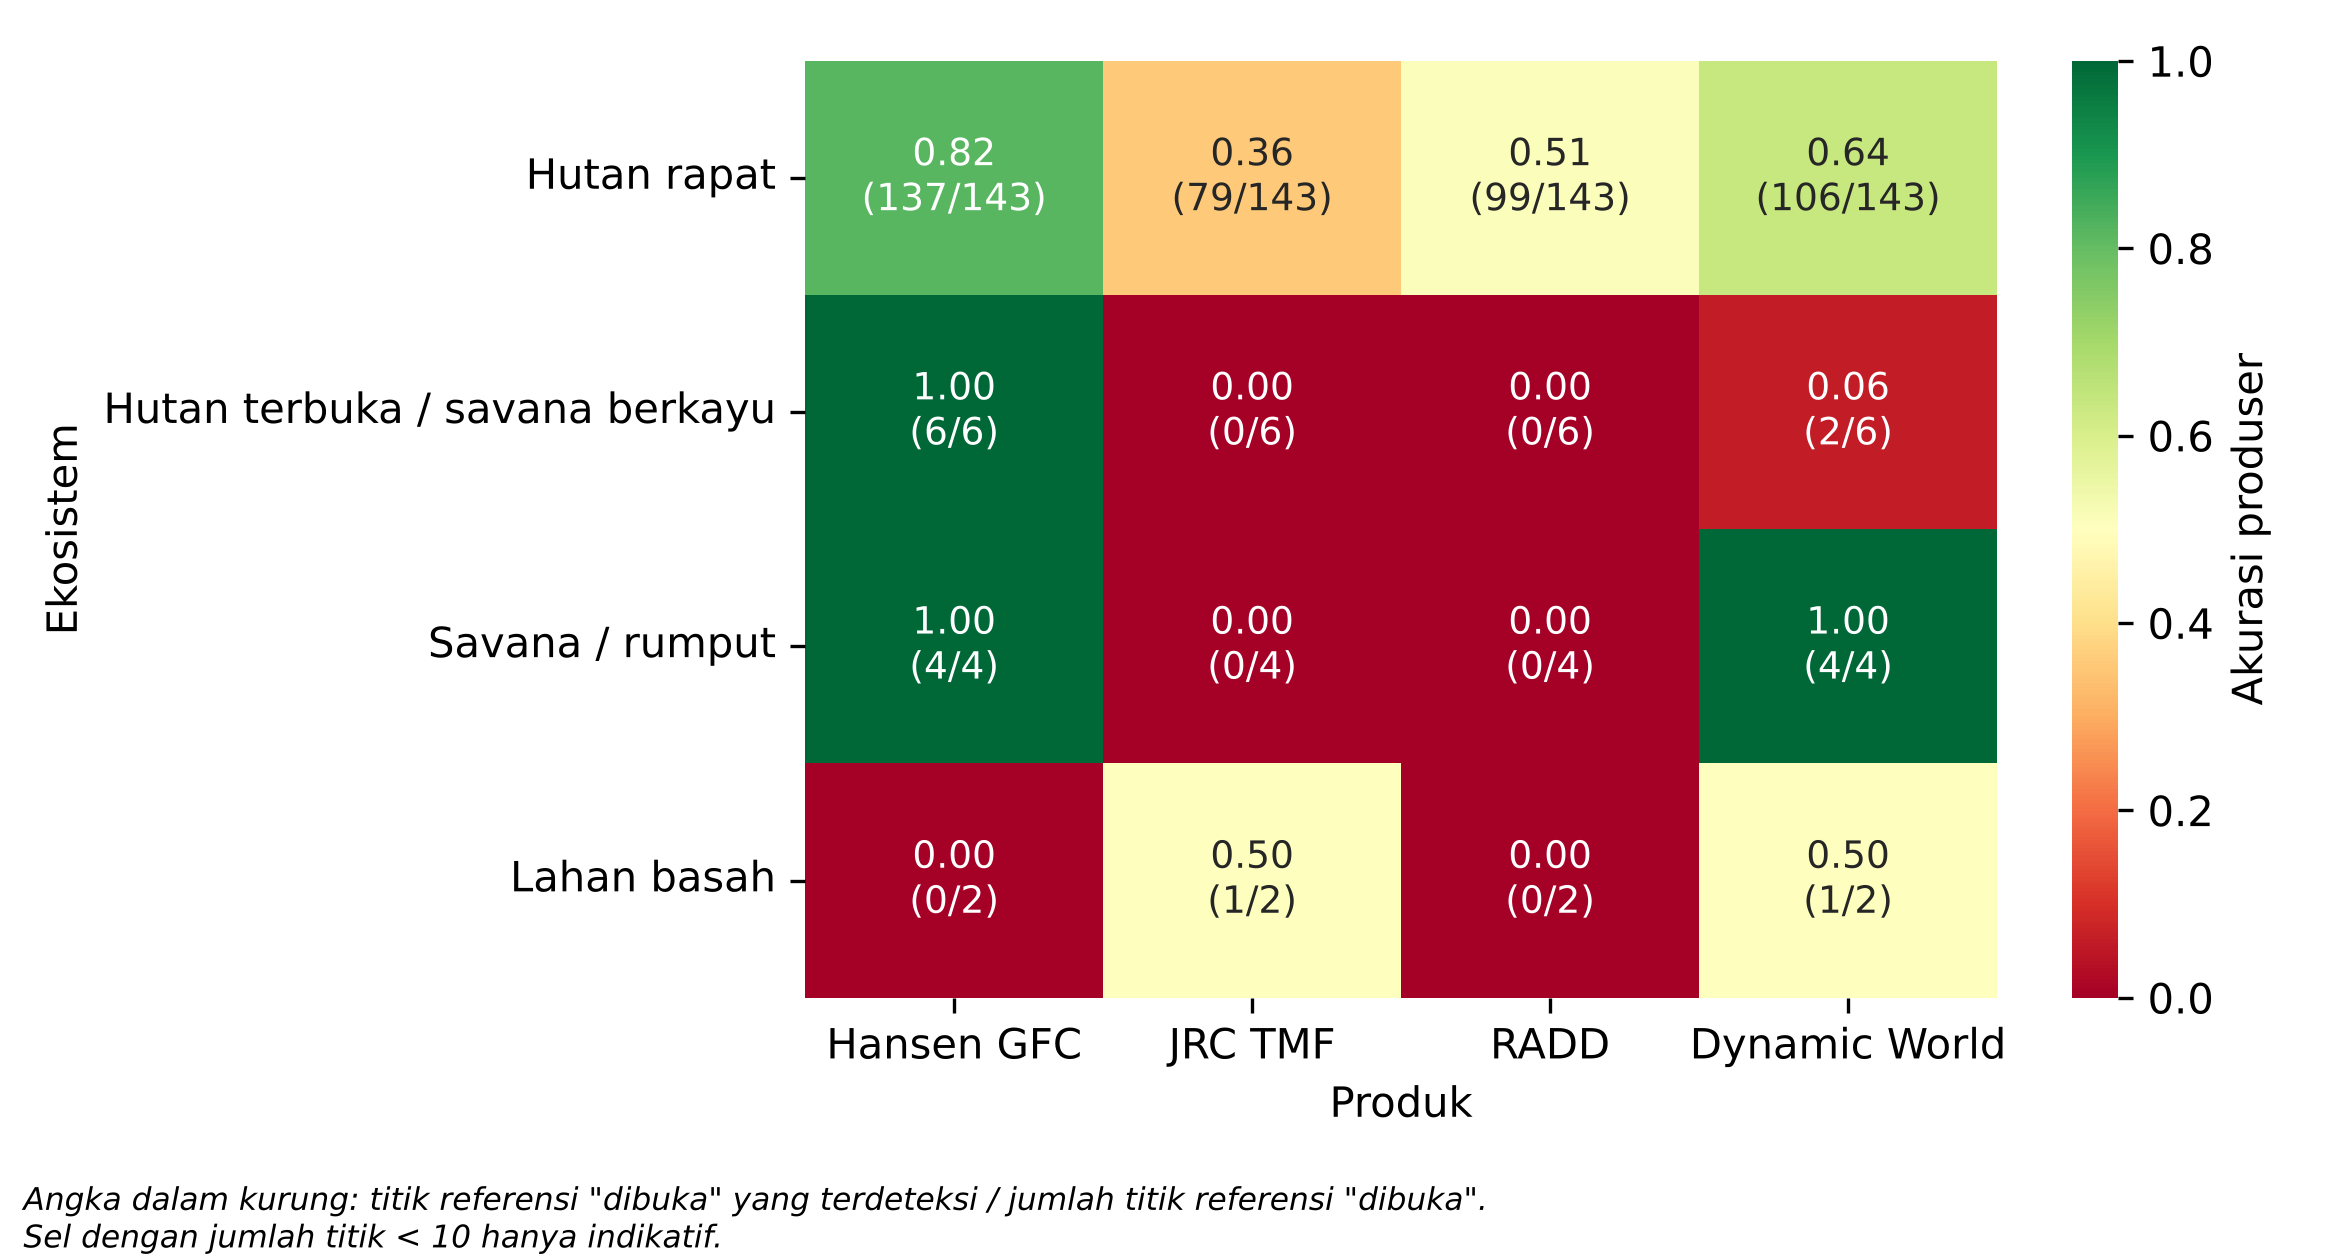 Hutan rapat
0.82
(137/143)
0.36
(79/143)
0.51
(99/143)
0.64
(106/143)
Hutan terbuka / savana berkayu
1.00
(6/6)
0.00
(0/6)
0.00
(0/6)
0.06
(2/6)
Savana / rumput
1.00
(4/4)
0.00
(0/4)
0.00
(0/4)
1.00
(4/4)
Lahan basah
0.00
(0/2)
0.50
(1/2)
0.00
(0/2)
0.50
(1/2)
Ekosistem
Hansen GFC
JRC TMF
RADD
Dynamic World
Produk
1.0
0.8
0.6
0.4
0.2
0.0
Akurasi produser
Angka dalam kurung: titik referensi "dibuka" yang terdeteksi / jumlah titik referensi "dibuka".
Sel dengan jumlah titik < 10 hanya indikatif.